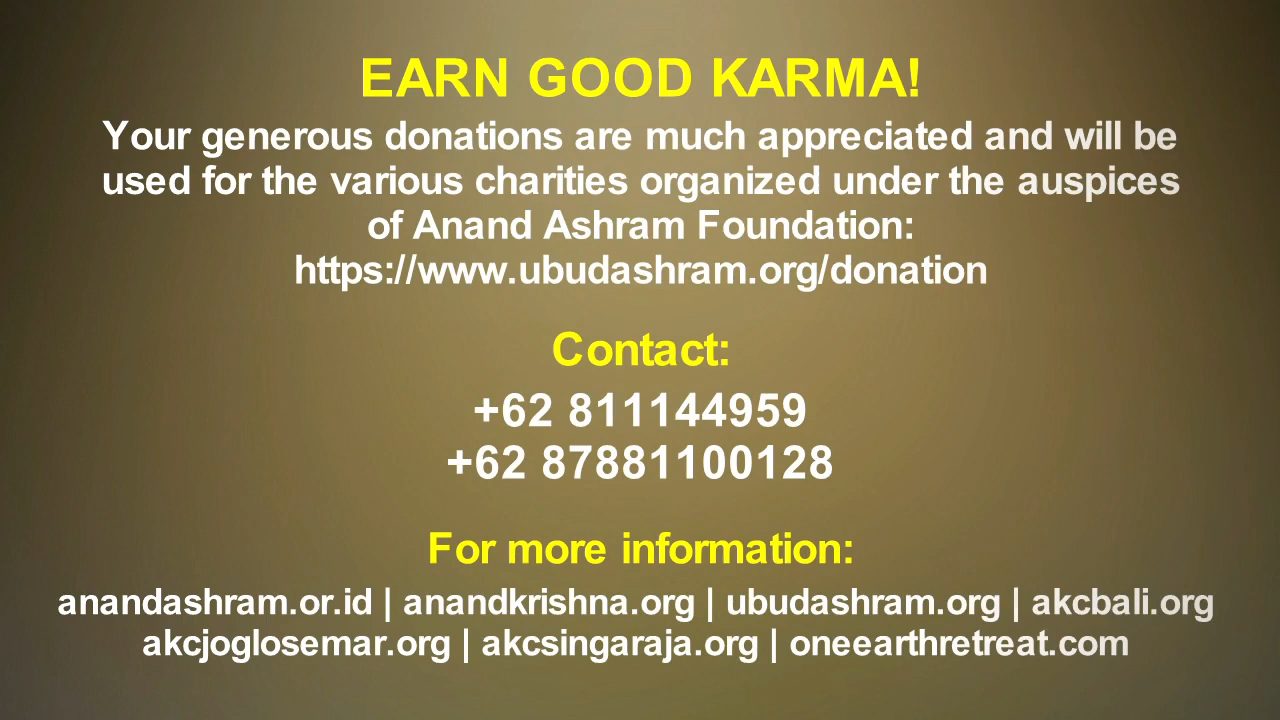 EARN GOOD KARMA!
Your generous donations are much appreciated and will be
used for the various charities organized under the auspices
of Anand Ashram Foundation:
https://www.ubudashram.org/donation
Contact:
+62 811144959
+62 87881100128
For more information:
anandashram.or.id | anandkrishna.org | ubudashram.org | akcbali.org
akcjoglosemar.org | akcsingaraja.org | oneearthretreat.com